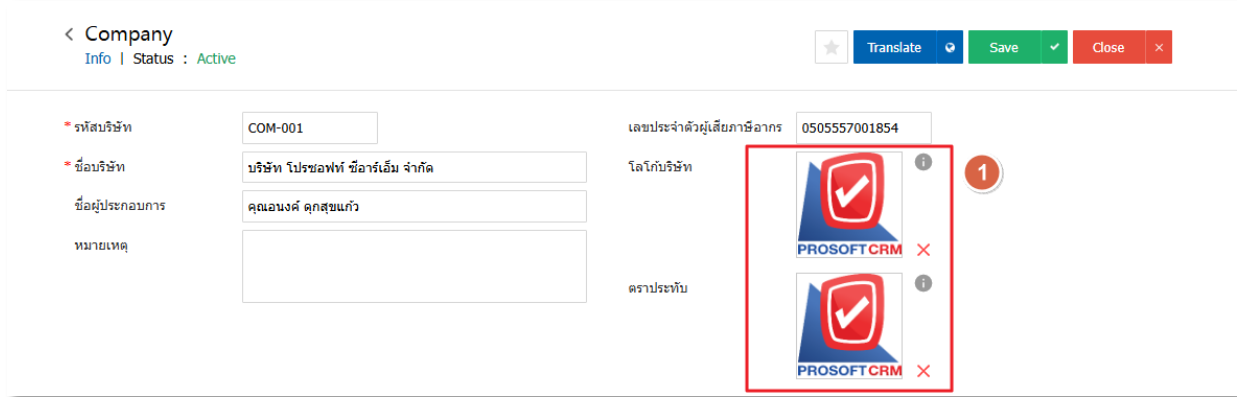 Company
Info | Status : Active
Translate Save Close
* รหัสบริษัท COM-001
* ชื่อบริษัท บริษัท โปรซอฟท์ ซีอาร์เอ็ม จำกัด
ชื่อผู้ประกอบการ คุณอนงค์ ดุกสุขแก้ว
หมายเหตุ
เลขประจำตัวผู้เสียภาษีอากร 0505557001854
โลโก้บริษัท
PROSOFT CRM
1
ตราประทับ
PROSOFT CRM